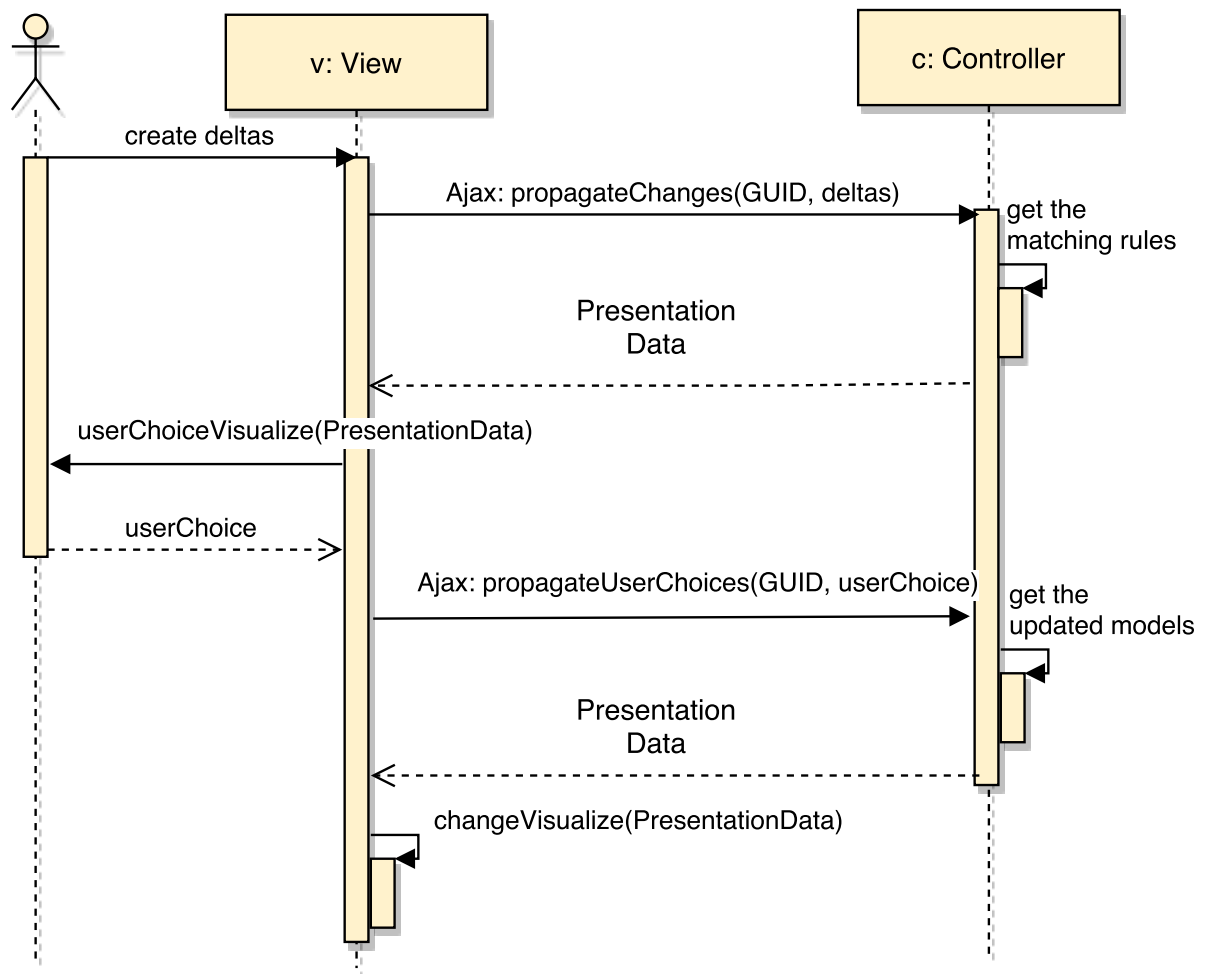 v: View
c: Controller
create deltas
Ajax: propagateChanges(GUID, deltas)
get the
matching rules
Presentation
Data
userChoiceVisualize(PresentationData)
userChoice
Ajax: propagateUserChoices(GUID, userChoice)
get the
updated models
Presentation
Data
changeVisualize(PresentationData)